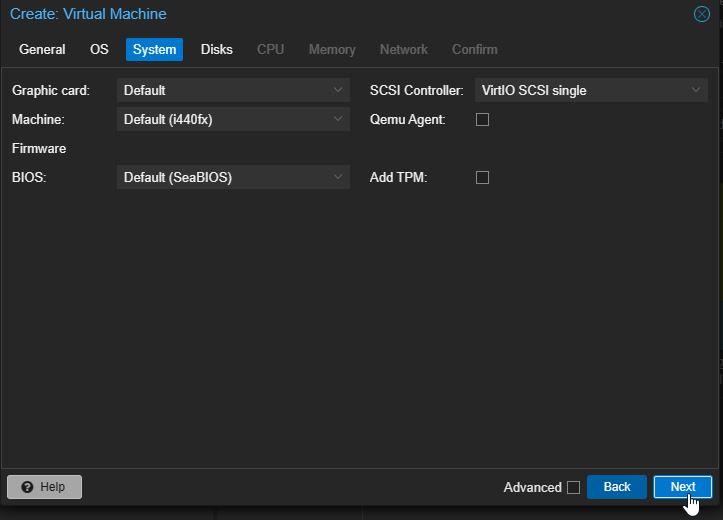 Create: Virtual Machine
General OS System Disks CPU Memory Network Confirm
Graphic card: Default SCSI Controller: VirtIO SCSI single
Machine: Default (i440fx) Qemu Agent:
Firmware
BIOS: Default (SeaBIOS) Add TPM:
Help Advanced Back Next